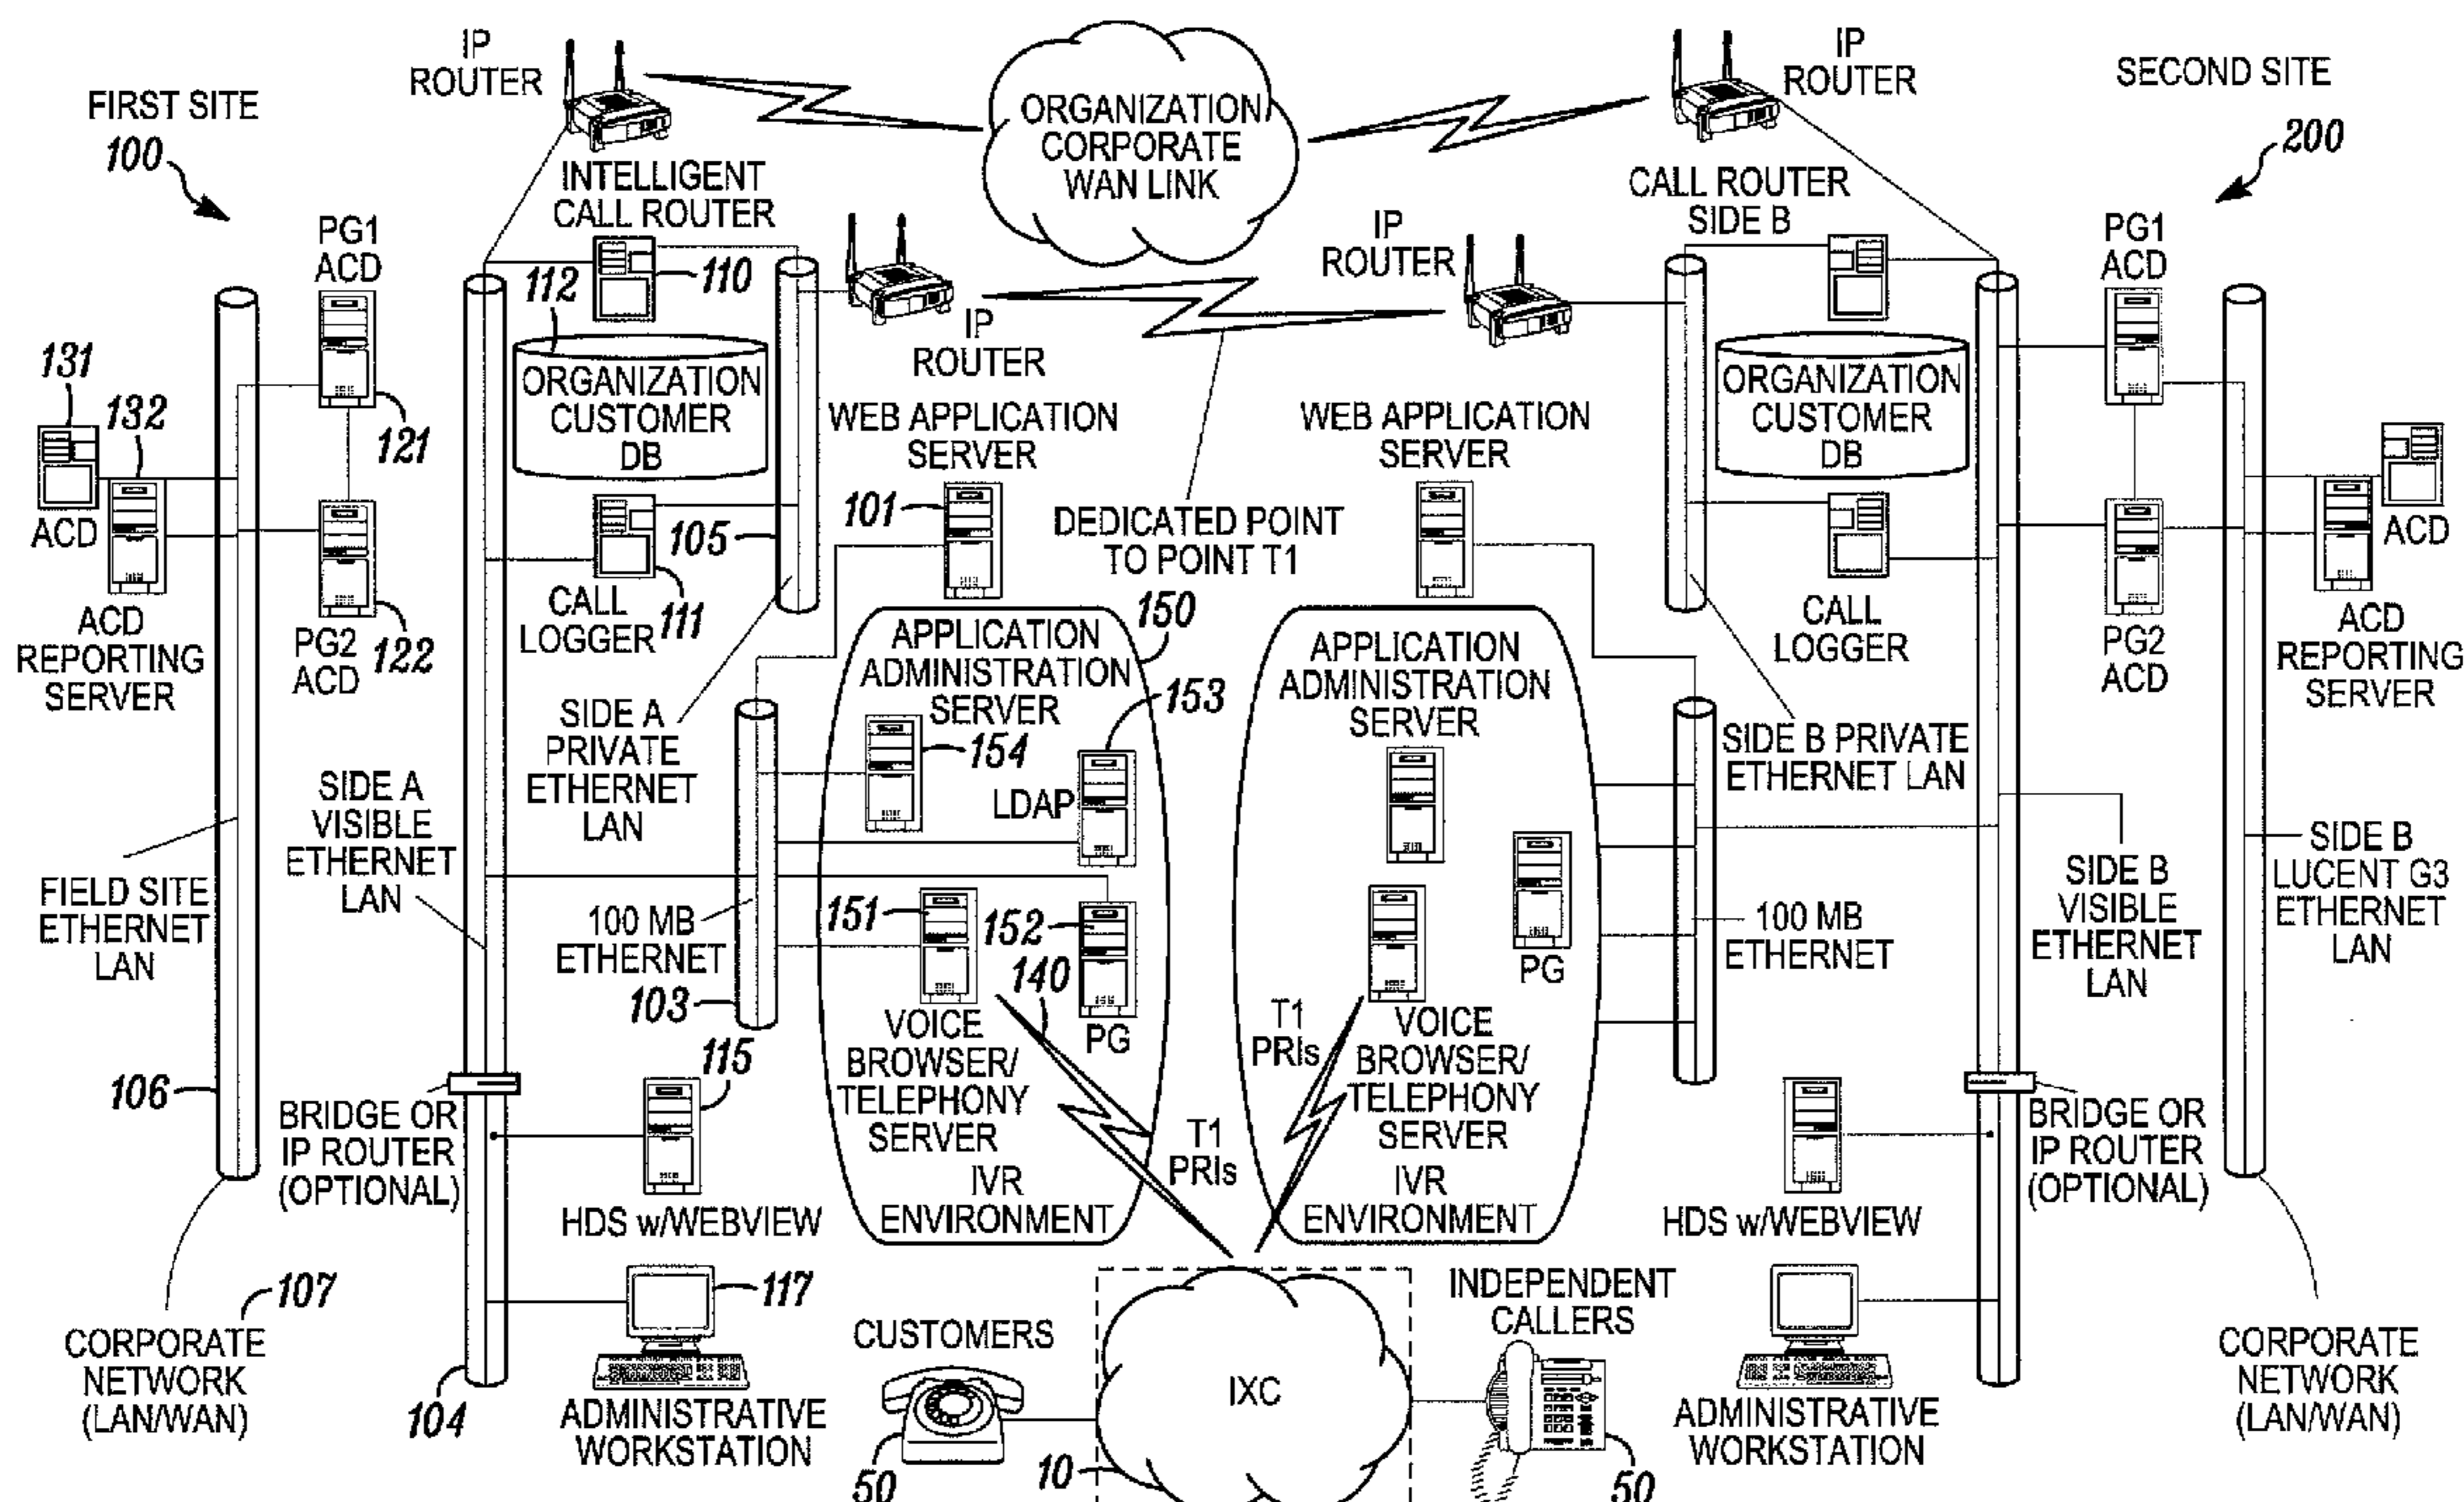 FIRST SITE
100
IP
ROUTER
ORGANIZATION
CORPORATE
WAN LINK
IP
ROUTER
SECOND SITE
200
INTELLIGENT
CALL ROUTER
110
112
IP
ROUTER
IP
ROUTER
CALL ROUTER
SIDE B
PG1
ACD
121
131
132
ACD
ACD
REPORTING
SERVER
PG2
ACD
122
ORGANIZATION
CUSTOMER
DB
CALL
LOGGER
111
105
WEB APPLICATION
SERVER
101
DEDICATED POINT
TO POINT T1
WEB APPLICATION
SERVER
ORGANIZATION
CUSTOMER
DB
CALL
LOGGER
PG1
ACD
PG2
ACD
ACD
ACD
REPORTING
SERVER
FIELD SITE
ETHERNET
LAN
106
SIDE A
VISIBLE
ETHERNET
LAN
SIDE A
PRIVATE
ETHERNET
LAN
100 MB
ETHERNET
103
150
APPLICATION
ADMINISTRATION
SERVER
154
153
LDAP
151
152
140
PG
VOICE
BROWSER/
TELEPHONY
SERVER
IVR
ENVIRONMENT
T1
PRIs
APPLICATION
ADMINISTRATION
SERVER
PG
T1
PRIs
VOICE
BROWSER/
TELEPHONY
SERVER
IVR
ENVIRONMENT
SIDE B PRIVATE
ETHERNET LAN
100 MB
ETHERNET
SIDE B
VISIBLE
ETHERNET
LAN
SIDE B
LUCENT G3
ETHERNET
LAN
BRIDGE OR
IP ROUTER
(OPTIONAL)
115
HDS w/WEBVIEW
HDS w/WEBVIEW
BRIDGE OR
IP ROUTER
(OPTIONAL)
107
CORPORATE
NETWORK
(LAN/WAN)
104
117
ADMINISTRATIVE
WORKSTATION
CUSTOMERS
50
10
IXC
INDEPENDENT
CALLERS
50
ADMINISTRATIVE
WORKSTATION
CORPORATE
NETWORK
(LAN/WAN)